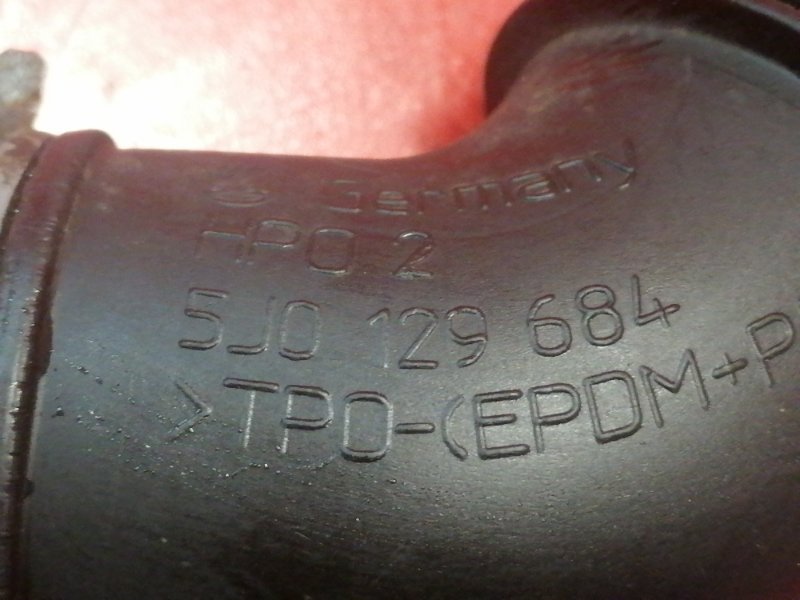 Germany
HPO 2
5J0 129 684
>TPO-(EPDM+P